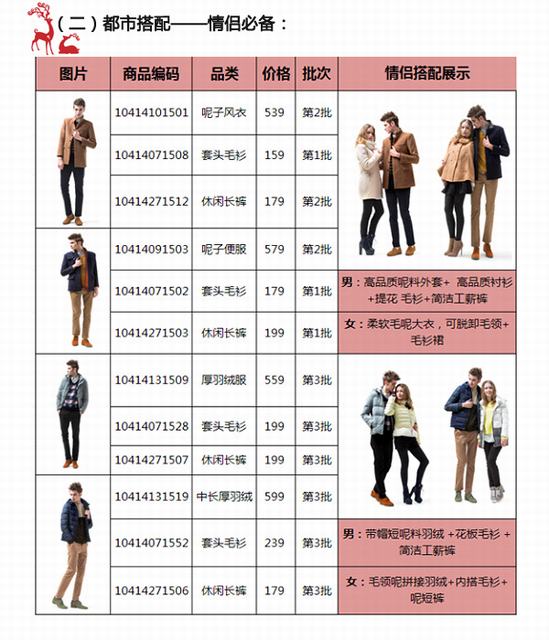 （二）都市搭配——情侣必备：
图片 商品编码 品类 价格 批次 情侣搭配展示
10414101501 呢子风衣 539 第2批
10414071508 套头毛衫 159 第1批
10414271512 休闲长裤 179 第2批
10414091503 呢子便服 579 第2批
10414071502 套头毛衫 179 第1批
男：高品质呢料外套+ 高品质衬衫
+提花 毛衫+简洁工薪裤
10414271503 休闲长裤 199 第1批
女：柔软毛呢大衣，可脱卸毛领+
毛衫裙
10414131509 厚羽绒服 559 第3批
10414071528 套头毛衫 199 第3批
10414271507 休闲长裤 199 第3批
10414131519 中长厚羽绒 599 第3批
10414071552 套头毛衫 239 第3批
男：带帽短呢料羽绒 +花板毛衫 +
简洁工薪裤
10414271506 休闲长裤 179 第3批
女：毛领呢拼接羽绒+内搭毛衫+
呢短裤